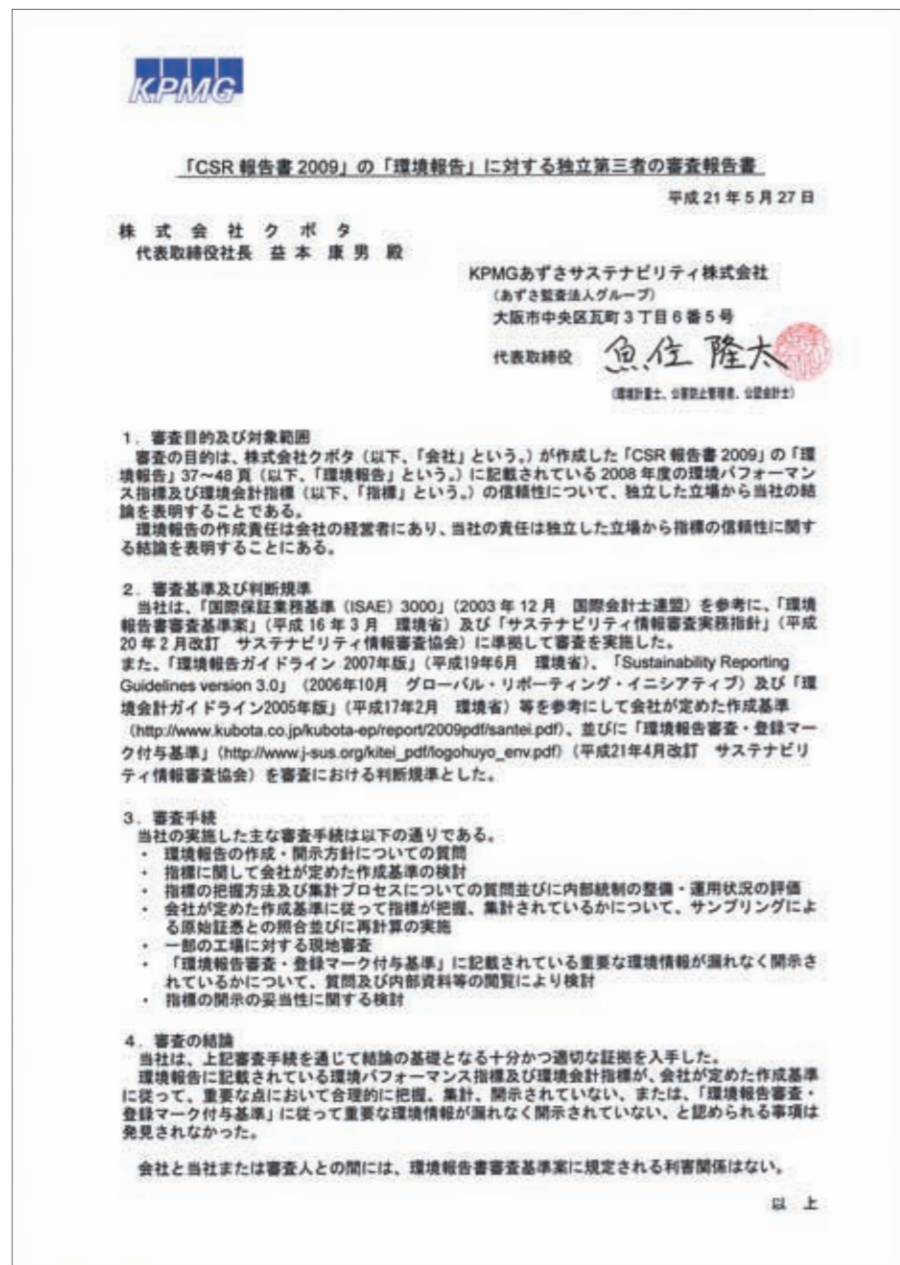 KPMG
「CSR 報告書 2009」の「環境報告」に対する独立第三者の審査報告書
平成 21 年 5 月 27 日
株 式 会 社 ク ボ タ
代表取締役社長 益 本 康 男 殿
KPMGあずさサステナビリティ株式会社
(あずさ監査法人グループ)
大阪市中央区瓦町 3 丁目 6 番 5 号
代表取締役 魚住 隆太
(環境計量士、公害防止管理者、公認会計士)
1. 審査目的及び対象範囲
審査の目的は、株式会社クボタ(以下、「会社」という。)が作成した「CSR 報告書 2009」の「環
境報告」37~48 頁(以下、「環境報告」という。)に記載されている 2008 年度の環境パフォーマン
ス指標及び環境会計指標(以下、「指標」という。)の信頼性について、独立した立場から当社の結
論を表明することである。
環境報告の作成責任は会社の経営者にあり、当社の責任は独立した立場から指標の信頼性に関す
る結論を表明することにある。
2. 審査基準及び判断規準
当社は、「国際保証業務基準(ISAE)3000」(2003 年 12 月 国際会計士連盟)を参考に、「環境
報告書審査基準案」(平成 16 年 3 月 環境省)及び「サステナビリティ情報審査実務指針」(平成
20 年 2 月改訂 サステナビリティ情報審査協会)に準拠して審査を実施した。
また、「環境報告ガイドライン 2007年版」(平成19年6月 環境省)、「Sustainability Reporting
Guidelines version 3.0」(2006年10月 グローバル・リポーティング・イニシアティブ)及び「環
境会計ガイドライン2005年版」(平成17年2月 環境省)等を参考にして会社が定めた作成基準
(http://www.kubota.co.jp/kubota-ep/report/2009pdf/santei.pdf)、並びに「環境報告審査・登録マー
ク付与基準」(http://www.j-sus.org/kitei_pdf/logohuyo_env.pdf)(平成21年4月改訂 サステナビリ
ティ情報審査協会)を審査における判断規準とした。
3. 審査手続
当社の実施した主な審査手続は以下の通りである。
・ 環境報告の作成・開示方針についての質問
・ 指標に関して会社が定めた作成基準の検討
・ 指標の把握方法及び集計プロセスについての質問並びに内部統制の整備・運用状況の評価
・ 会社が定めた作成基準に従って指標が把握、集計されているかについて、サンプリングによ
る原始証憑との照合並びに再計算の実施
・ 一部の工場に対する現地審査
・ 「環境報告審査・登録マーク付与基準」に記載されている重要な環境情報が漏れなく開示さ
れているかについて、質問及び内部資料等の閲覧により検討
・ 指標の開示の妥当性に関する検討
4. 審査の結論
当社は、上記審査手続を通じて結論の基礎となる十分かつ適切な証拠を入手した。
環境報告に記載されている環境パフォーマンス指標及び環境会計指標が、会社が定めた作成基準
に従って、重要な点において合理的に把握、集計、開示されていない、または、「環境報告審査・
登録マーク付与基準」に従って重要な環境情報が漏れなく開示されていない、と認められる事項は
発見されなかった。
会社と当社または審査人との間には、環境報告書審査基準案に規定される利害関係はない。
以 上